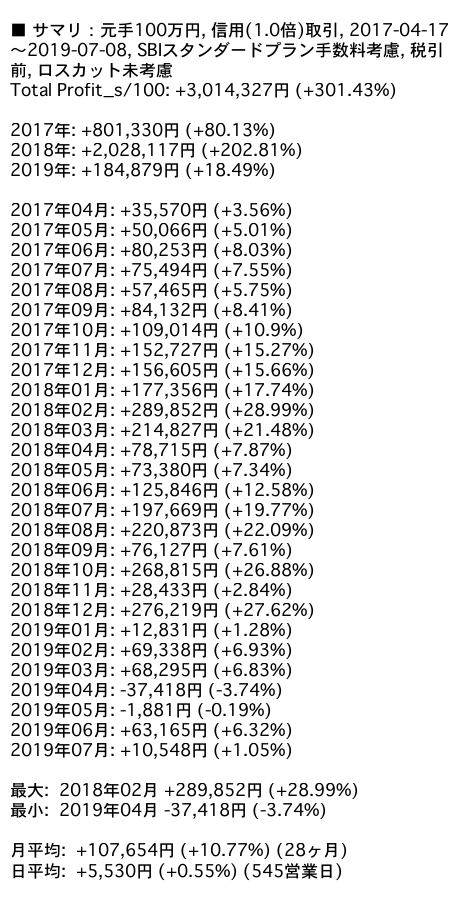 ■ サマリ：元手100万円, 信用(1.0倍)取引, 2017-04-17
～2019-07-08, SBIスタンダードプラン手数料考慮, 税引
前, ロスカット未考慮
Total Profit_s/100: +3,014,327円 (+301.43%)
2017年: +801,330円 (+80.13%)
2018年: +2,028,117円 (+202.81%)
2019年: +184,879円 (+18.49%)
2017年04月: +35,570円 (+3.56%)
2017年05月: +50,066円 (+5.01%)
2017年06月: +80,253円 (+8.03%)
2017年07月: +75,494円 (+7.55%)
2017年08月: +57,465円 (+5.75%)
2017年09月: +84,132円 (+8.41%)
2017年10月: +109,014円 (+10.9%)
2017年11月: +152,727円 (+15.27%)
2017年12月: +156,605円 (+15.66%)
2018年01月: +177,356円 (+17.74%)
2018年02月: +289,852円 (+28.99%)
2018年03月: +214,827円 (+21.48%)
2018年04月: +78,715円 (+7.87%)
2018年05月: +73,380円 (+7.34%)
2018年06月: +125,846円 (+12.58%)
2018年07月: +197,669円 (+19.77%)
2018年08月: +220,873円 (+22.09%)
2018年09月: +76,127円 (+7.61%)
2018年10月: +268,815円 (+26.88%)
2018年11月: +28,433円 (+2.84%)
2018年12月: +276,219円 (+27.62%)
2019年01月: +12,831円 (+1.28%)
2019年02月: +69,338円 (+6.93%)
2019年03月: +68,295円 (+6.83%)
2019年04月: -37,418円 (-3.74%)
2019年05月: -1,881円 (-0.19%)
2019年06月: +63,165円 (+6.32%)
2019年07月: +10,548円 (+1.05%)
最大: 2018年02月 +289,852円 (+28.99%)
最小: 2019年04月 -37,418円 (-3.74%)
月平均: +107,654円 (+10.77%) (28ヶ月)
日平均: +5,530円 (+0.55%) (545営業日)